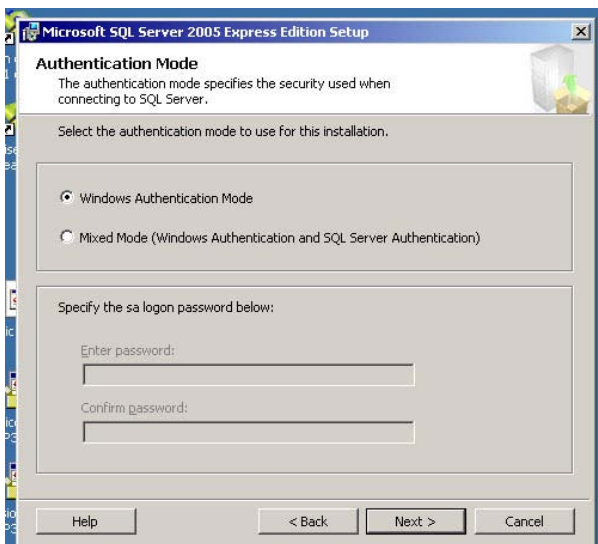 Microsoft SQL Server 2005 Express Edition Setup
Authentication Mode
The authentication mode specifies the security used when
connecting to SQL Server.
Select the authentication mode to use for this installation.
Windows Authentication Mode
Mixed Mode (Windows Authentication and SQL Server Authentication)
Specify the sa logon password below:
Enter password:
Confirm password:
Help
< Back
Next >
Cancel